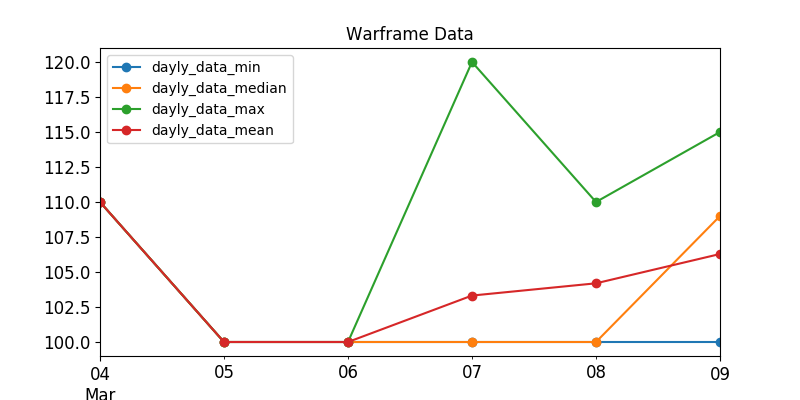 Warframe Data
dayly_data_min
dayly_data_median
dayly_data_max
dayly_data_mean
120.0
117.5
115.0
112.5
110.0
107.5
105.0
102.5
100.0
04 05 06 07 08 09
Mar